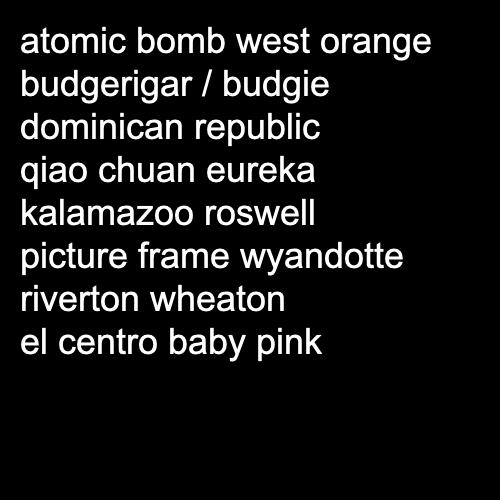 atomic bomb west orange
budgerigar / budgie
dominican republic
qiao chuan eureka
kalamazoo roswell
picture frame wyandotte
riverton wheaton
el centro baby pink